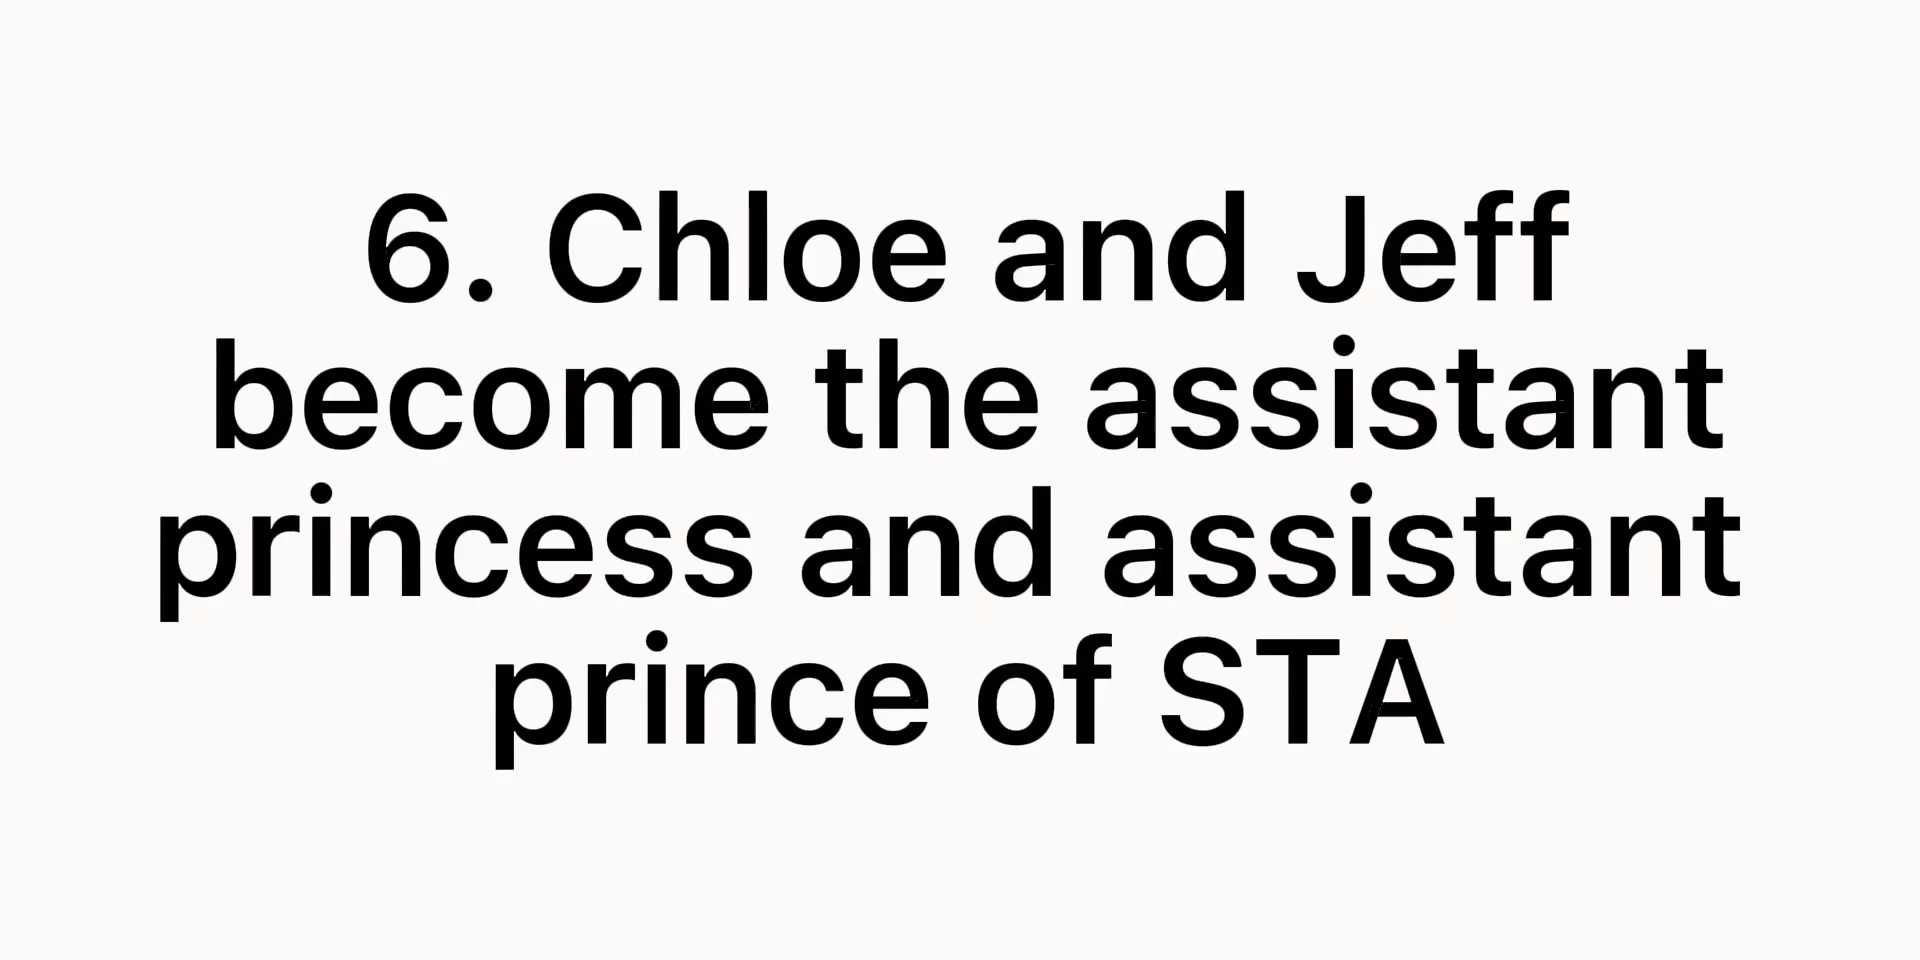 6. Chloe and Jeff
become the assistant
princess and assistant
prince of STA